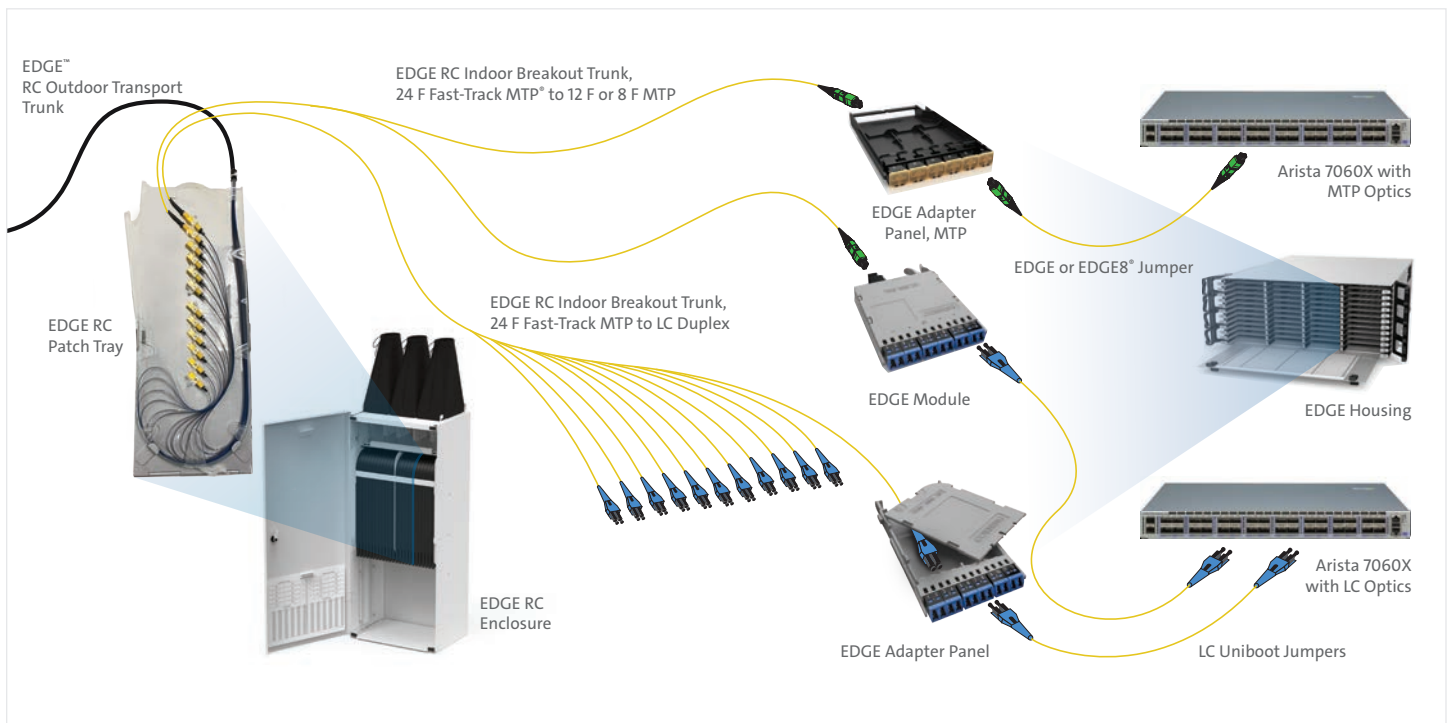 EDGE™
RC Outdoor Transport
Trunk
EDGE RC Indoor Breakout Trunk,
24 F Fast-Track MTP® to 12 F or 8 F MTP
Arista 7060X with
MTP Optics
EDGE Adapter
Panel, MTP
EDGE or EDGE8® Jumper
EDGE RC Indoor Breakout Trunk,
24 F Fast-Track MTP to LC Duplex
EDGE RC
Patch Tray
EDGE Module
EDGE Housing
EDGE RC
Enclosure
Arista 7060X
with LC Optics
EDGE Adapter Panel
LC Uniboot Jumpers